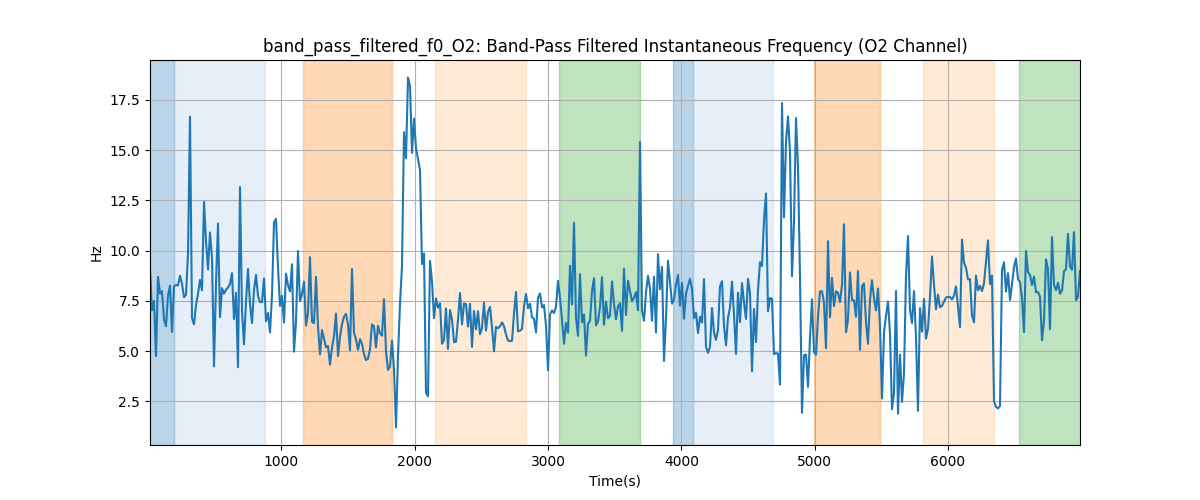 band_pass_filtered_f0_O2: Band-Pass Filtered Instantaneous Frequency (O2 Channel)
17.5
15.0
12.5
10.0
7.5
5.0
2.5
Hz
1000 2000 3000 4000 5000 6000
Time(s)